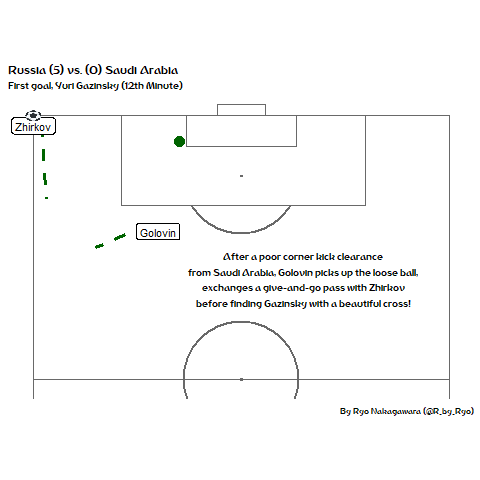 Russia (5) vs. (0) Saudi Arabia
First goal, Yuri Gazinsky (12th Minute)
Zhirkov
Golovin
After a poor corner kick clearance
from Saudi Arabia, Golovin picks up the loose ball,
exchanges a give-and-go pass with Zhirkov
before finding Gazinsky with a beautiful cross!
By Ryo Nakagawara (@R_by_Ryo)